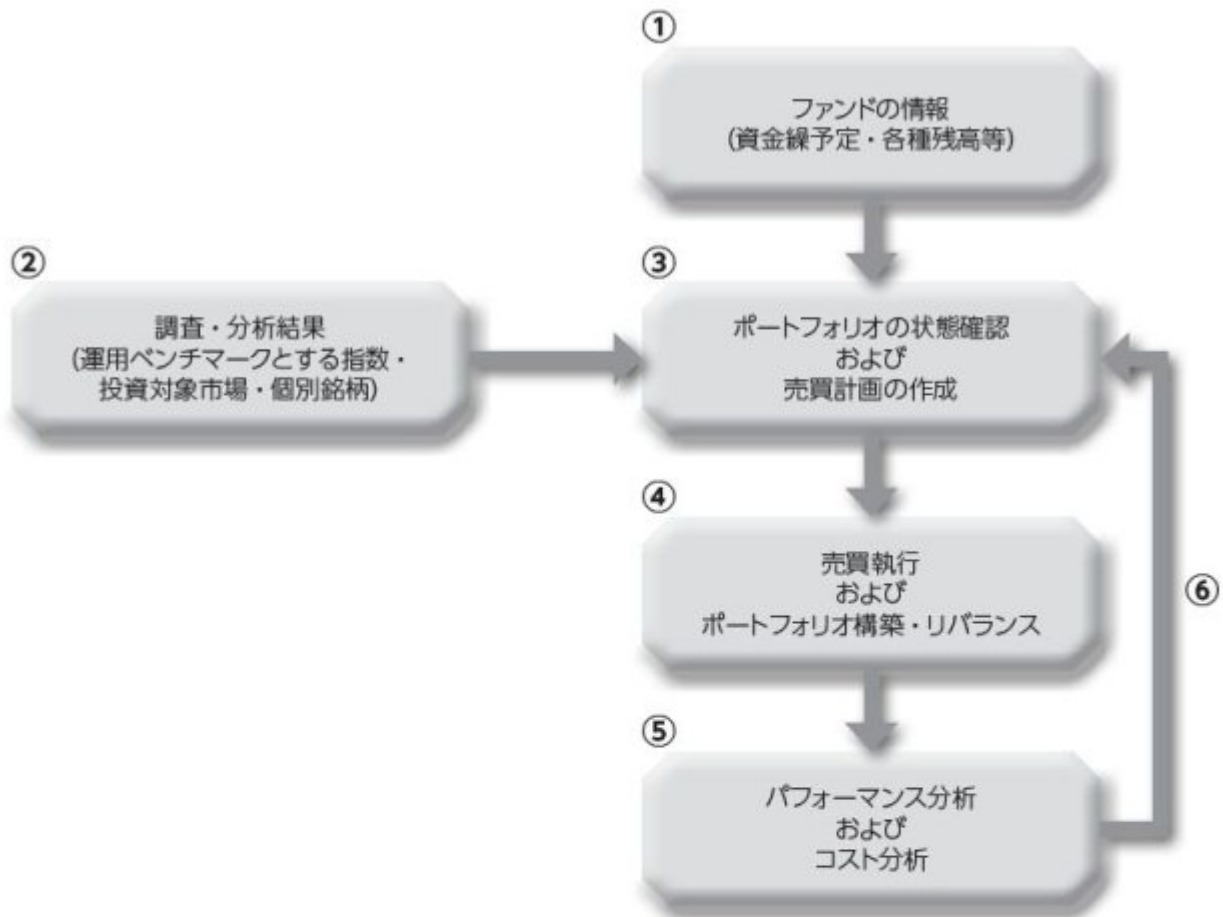 ①
ファンドの情報
(資金繰予定・各種残高等)
②
調査・分析結果
(運用ベンチマークとする指数・
投資対象市場・個別銘柄)
③
ポートフォリオの状態確認
および
売買計画の作成
④
売買執行
および
ポートフォリオ構築・リバランス
⑤
パフォーマンス分析
および
コスト分析
⑥